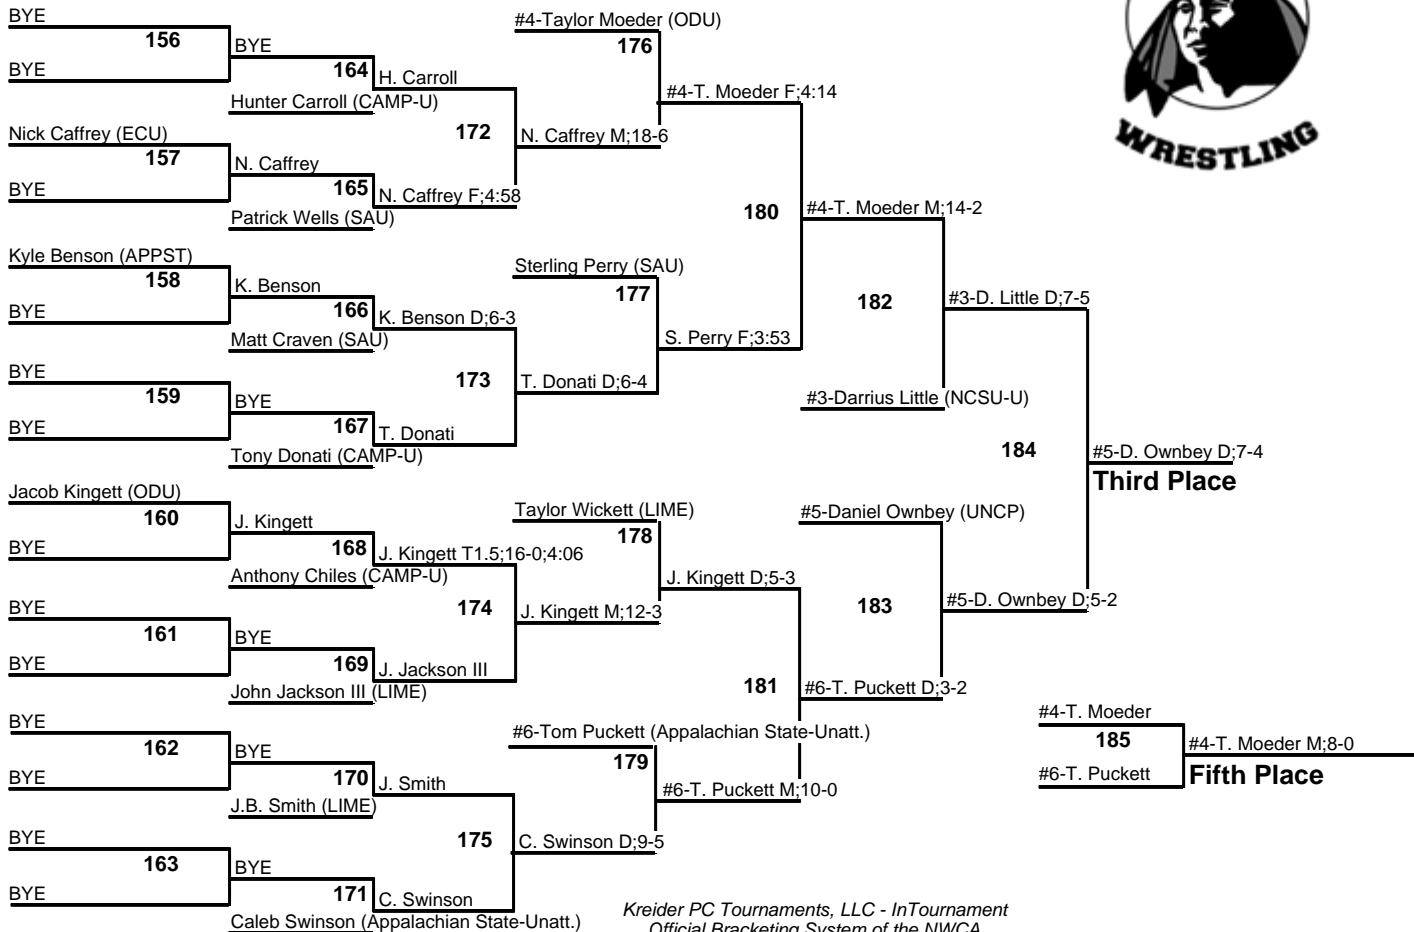 BYE
156
BYE
BYE
164
H. Carroll
Hunter Carroll (CAMP-U)
Nick Caffrey (ECU)
157
N. Caffrey
BYE
165
N. Caffrey F;4:58
Patrick Wells (SAU)
172
N. Caffrey M;18-6
#4-Taylor Moeder (ODU)
176
#4-T. Moeder F;4:14
Kyle Benson (APPST)
158
K. Benson
BYE
166
K. Benson D;6-3
Matt Craven (SAU)
BYE
159
BYE
BYE
167
T. Donati
Tony Donati (CAMP-U)
173
T. Donati D;6-4
Sterling Perry (SAU)
177
S. Perry F;3:53
180
#4-T. Moeder M;14-2
182
#3-D. Little D;7-5
#3-Darrius Little (NCSU-U)
184
#5-D. Ownbey D;7-4
Third Place
Jacob Kingett (ODU)
160
J. Kingett
BYE
168
J. Kingett T1.5;16-0;4:06
Anthony Chiles (CAMP-U)
BYE
161
BYE
BYE
169
J. Jackson III
John Jackson III (LIME)
174
J. Kingett M;12-3
Taylor Wickett (LIME)
178
J. Kingett D;5-3
#5-Daniel Ownbey (UNCP)
183
#5-D. Ownbey D;5-2
181
#6-T. Puckett D;3-2
BYE
162
BYE
BYE
170
J. Smith
J.B. Smith (LIME)
BYE
163
BYE
BYE
171
C. Swinson
Caleb Swinson (Appalachian State-Unatt.)
175
C. Swinson D;9-5
#6-Tom Puckett (Appalachian State-Unatt.)
179
#6-T. Puckett M;10-0
#4-T. Moeder
185
#4-T. Moeder M;8-0
#6-T. Puckett
Fifth Place
WRESTLING
Kreider PC Tournaments, LLC - InTournament
Official Bracketing System of the NWCA